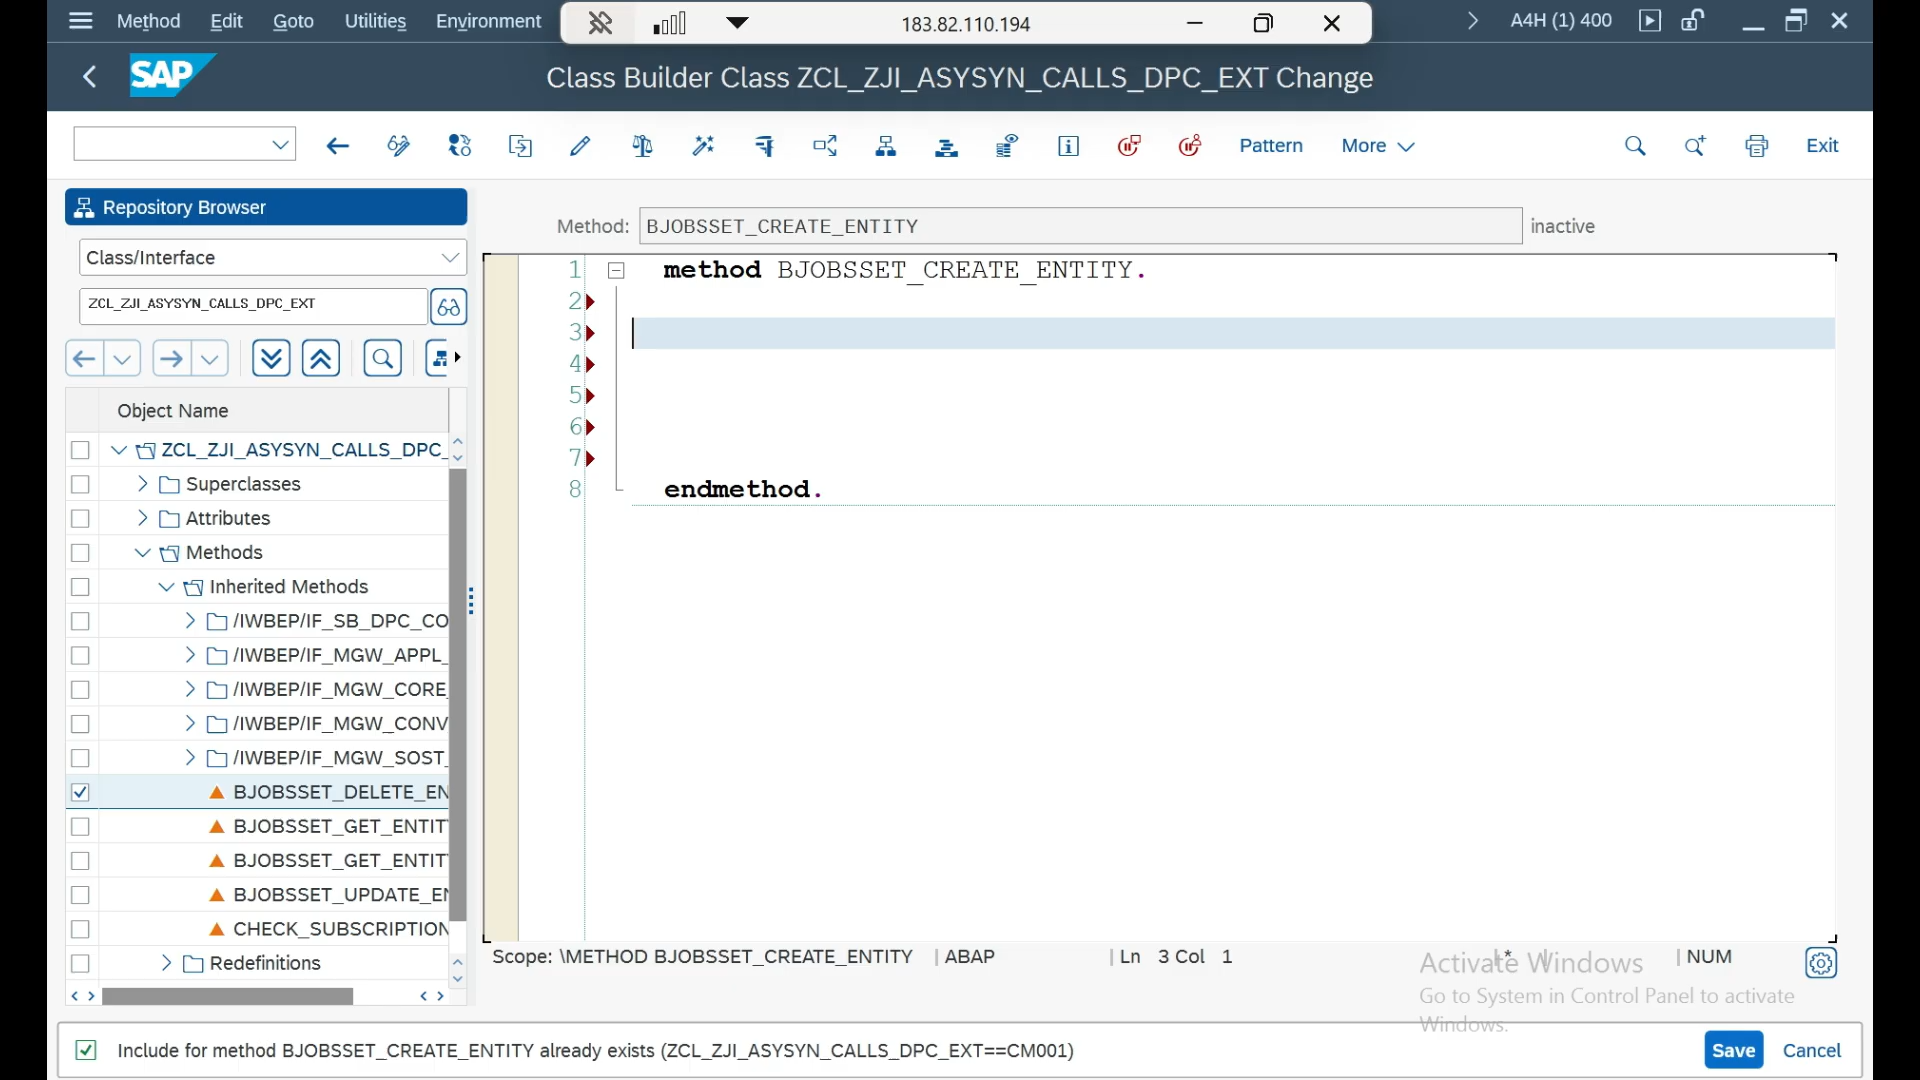 Method Edit Goto Utilities Environment 183.82.110.194 A4H (1) 400
SAP Class Builder Class ZCL_ZJI_ASYSYN_CALLS_DPC_EXT Change
Pattern More Exit
Repository Browser
Class/Interface
ZCL_ZJI_ASYSYN_CALLS_DPC_EXT
Object Name
ZCL_ZJI_ASYSYN_CALLS_DPC_
Superclasses
Attributes
Methods
Inherited Methods
/IWBEP/IF_SB_DPC_CO
/IWBEP/IF_MGW_APPL_
/IWBEP/IF_MGW_CORE_
/IWBEP/IF_MGW_CONV
/IWBEP/IF_MGW_SOST_
BJOBSSET_DELETE_EN
BJOBSSET_GET_ENTIT
BJOBSSET_GET_ENTIT
BJOBSSET_UPDATE_EN
CHECK_SUBSCRIPTION
Redefinitions
Method: BJOBSSET_CREATE_ENTITY inactive
1 method BJOBSSET_CREATE_ENTITY.
2
3
4
5
6
7
8 endmethod.
Scope: \METHOD BJOBSSET_CREATE_ENTITY ABAP Ln 3 Col 1 * NUM
Activate Windows
Go to System in Control Panel to activate
Windows.
Include for method BJOBSSET_CREATE_ENTITY already exists (ZCL_ZJI_ASYSYN_CALLS_DPC_EXT==CM001) Save Cancel